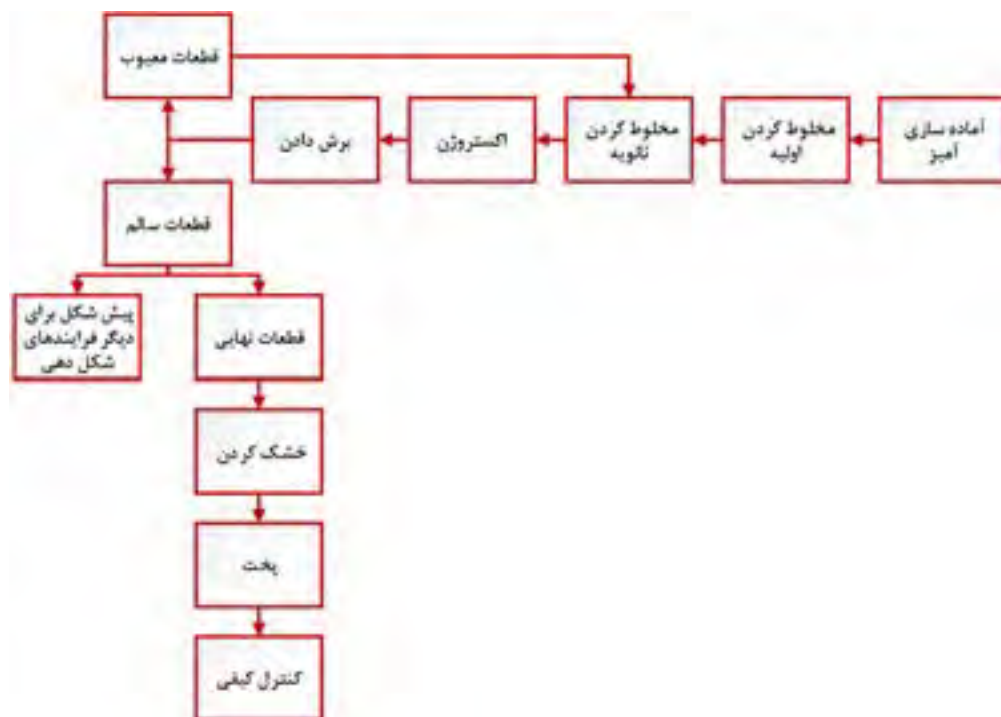 قطعات معیوب
آماده سازی
آمیز
مخلوط کردن
اولیه
مخلوط کردن
ثانویه
اکستروژن
برش دادن
قطعات سالم
پیش شکل برای
دیگر فرایندهای
شکل دهی
قطعات نهایی
خشک کردن
پخت
کنترل کیفی